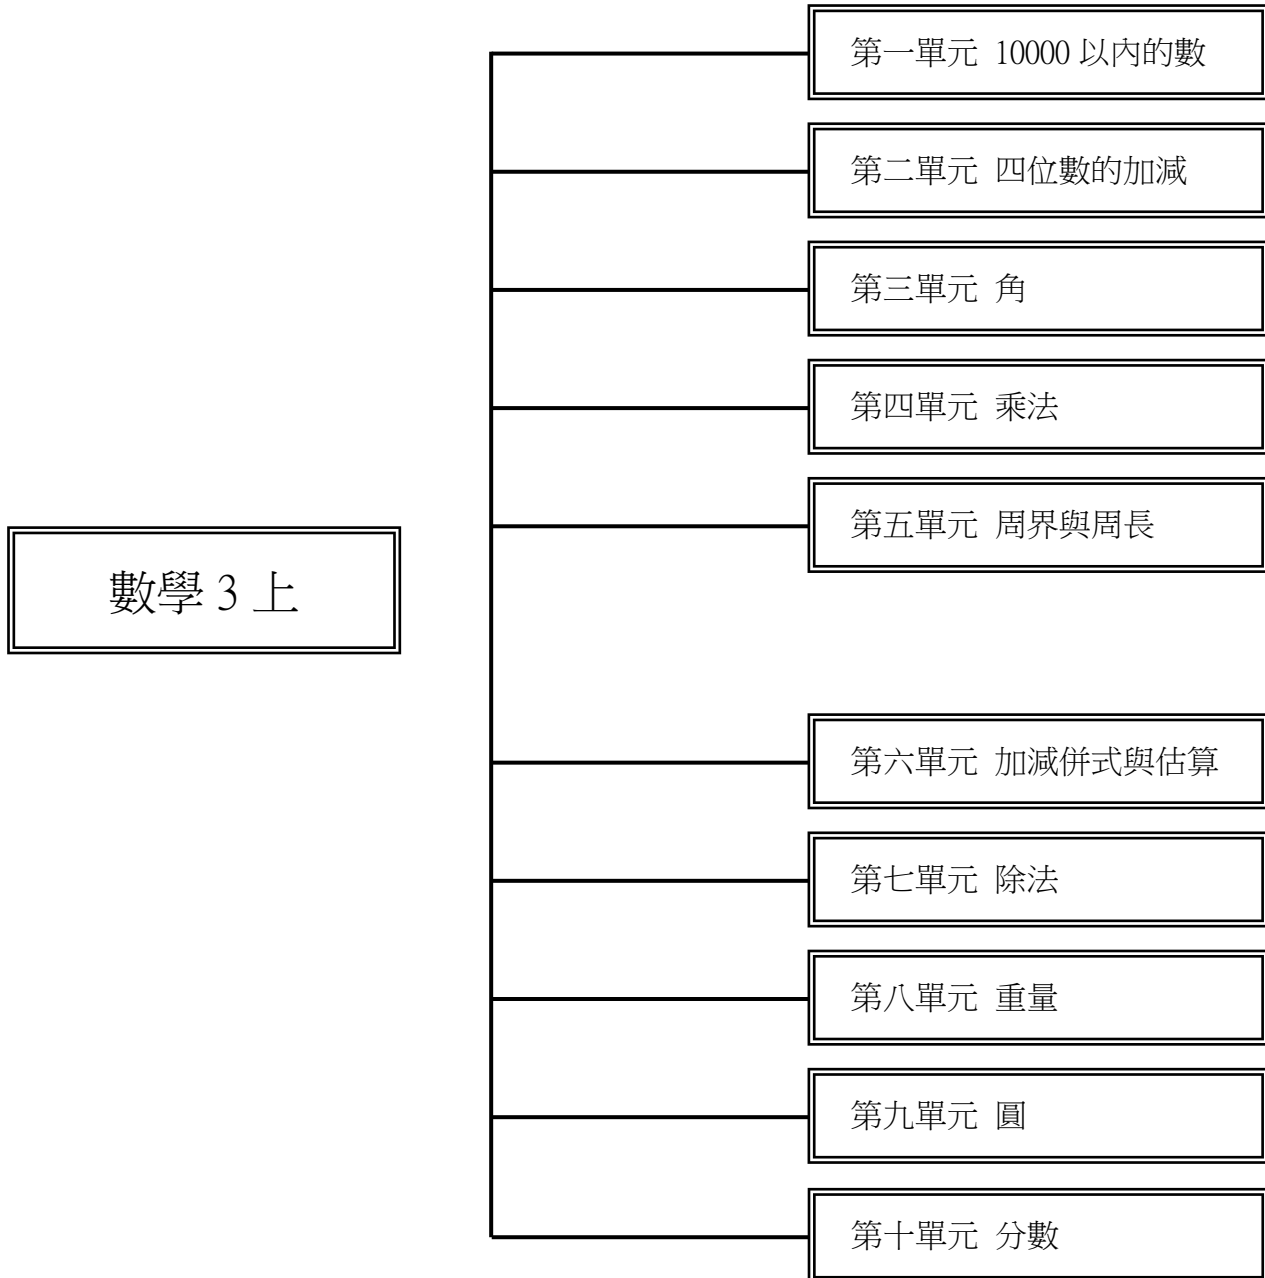 第一單元 10000 以內的數
第二單元 四位數的加減
第三單元 角
第四單元 乘法
第五單元 周界與周長
數學 3 上
第六單元 加減併式與估算
第七單元 除法
第八單元 重量
第九單元 圓
第十單元 分數